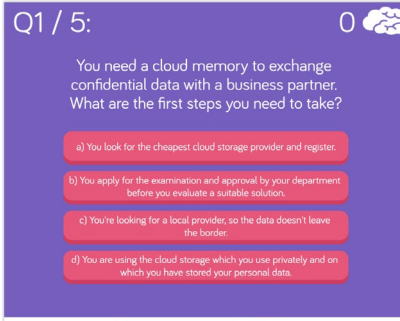 Q1 / 5:
0
You need a cloud memory to exchange
confidential data with a business partner.
What are the first steps you need to take?
a) You look for the cheapest cloud storage provider and register.
b) You apply for the examination and approval by your department
before you evaluate a suitable solution.
c) You're looking for a local provider, so the data doesn't leave
the border.
d) You are using the cloud storage which you use privately and on
which you have stored your personal data.